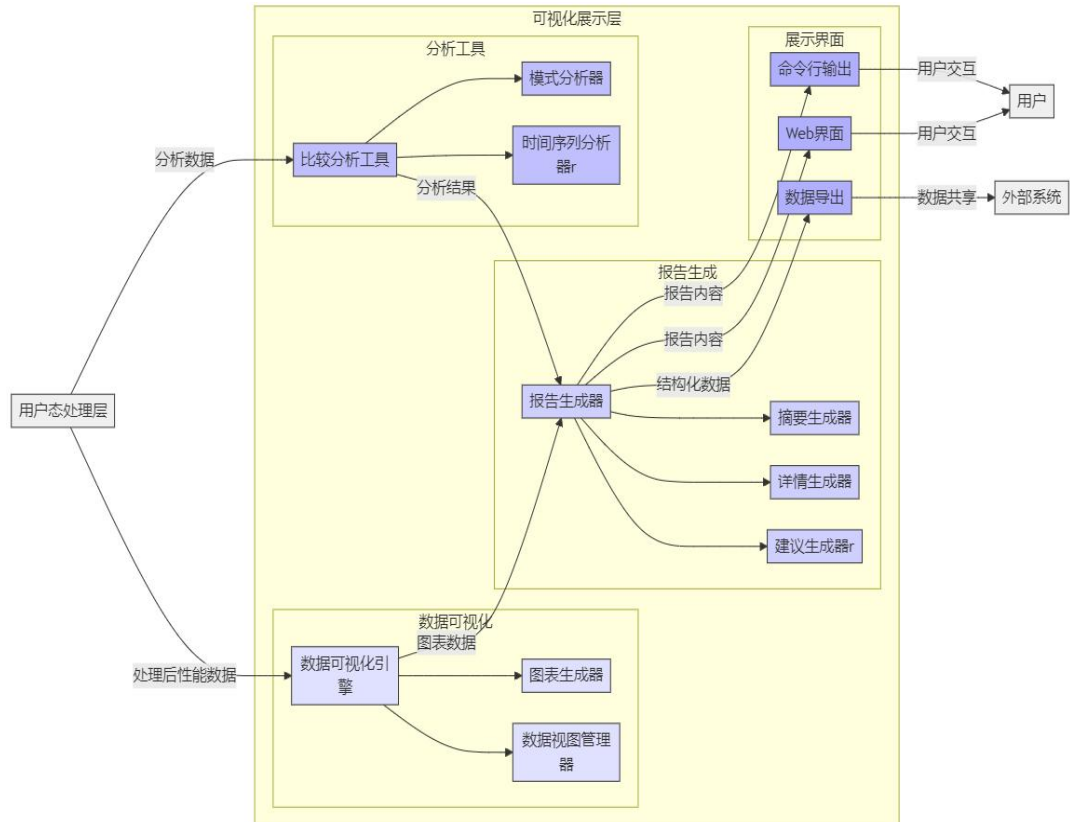 可视化展示层
分析工具
模式分析器
比较分析工具
时间序列分析
器r
分析数据
分析结果
展示界面
命令行输出
Web界面
数据导出
用户交互
用户交互
数据共享
用户
外部系统
用户态处理层
报告生成
报告内容
报告内容
结构化数据
报告生成器
摘要生成器
详情生成器
建议生成器r
处理后性能数据
数据可视化
图表数据
数据可视化引
擎
图表生成器
数据视图管理
器